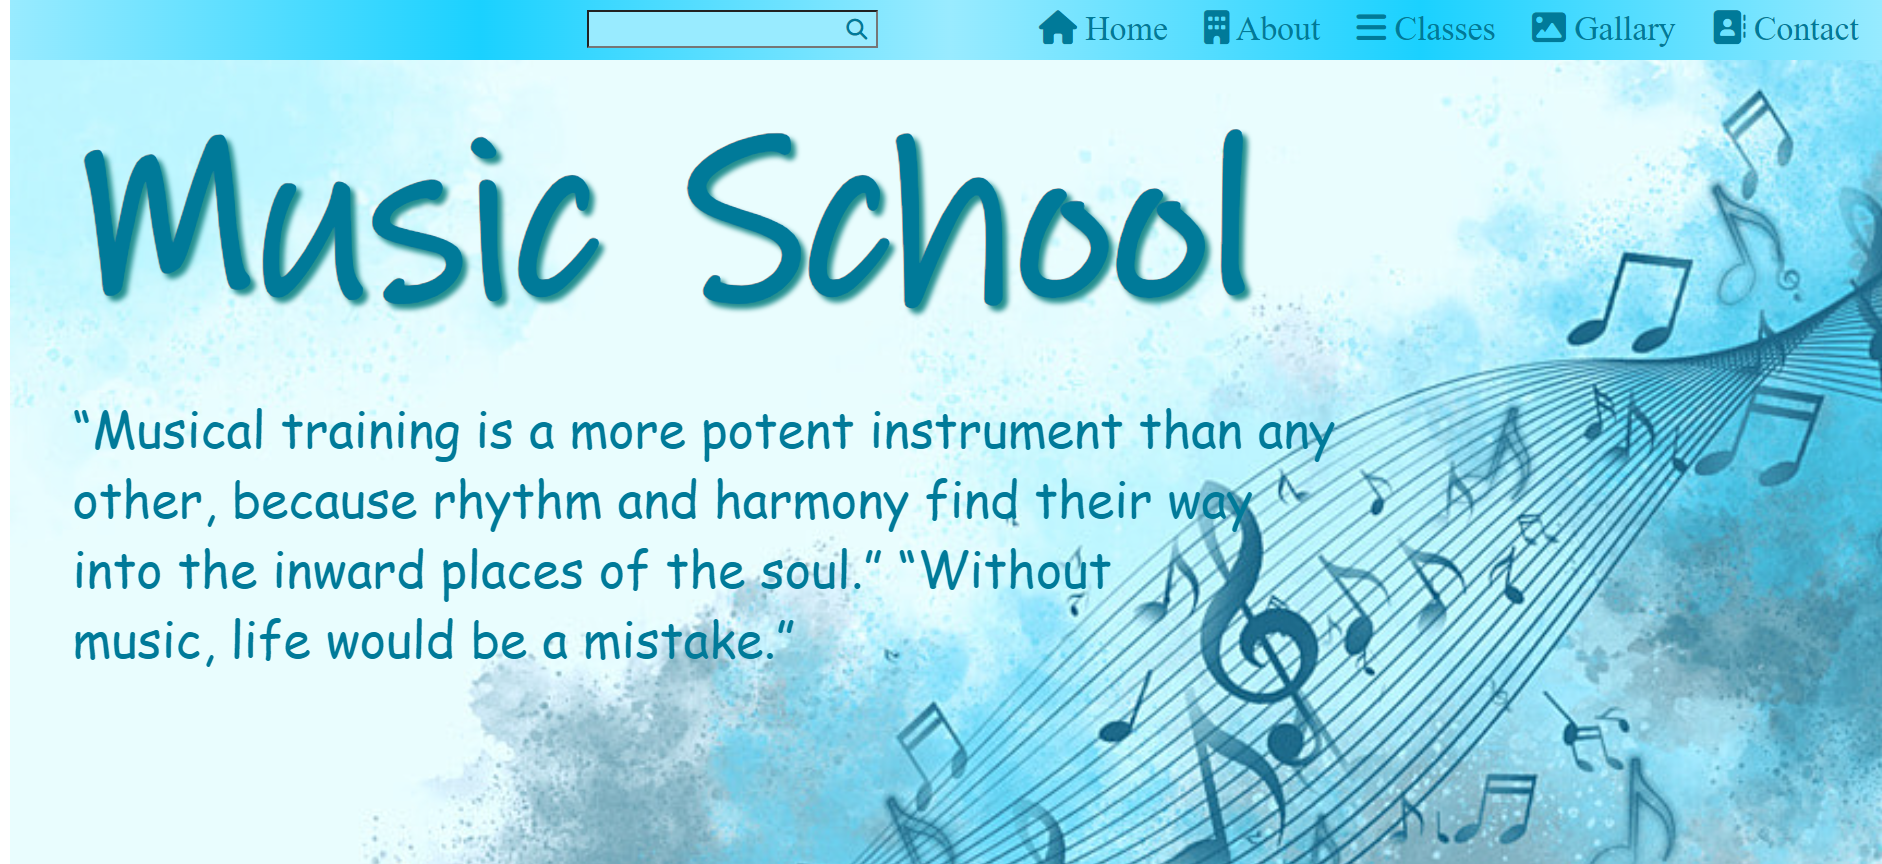 Home About Classes Gallary Contact
Music School
“Musical training is a more potent instrument than any
other, because rhythm and harmony find their way
into the inward places of the soul.” “Without
music, life would be a mistake.”